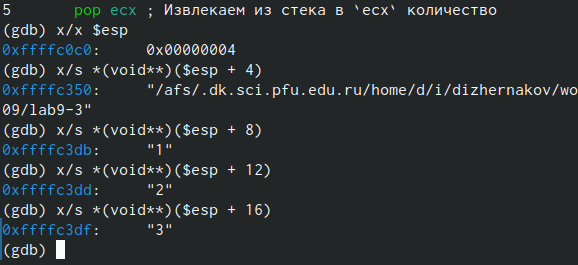 5       pop ecx ; Извлекаем из стека в `ecx` количество
(gdb) x/x $esp
0xffffc0c0:     0x00000004
(gdb) x/s *(void**)($esp + 4)
0xffffc350:     "/afs/.dk.sci.pfu.edu.ru/home/d/i/dizhernakov/wo
09/lab9-3"
(gdb) x/s *(void**)($esp + 8)
0xffffc3db:     "1"
(gdb) x/s *(void**)($esp + 12)
0xffffc3dd:     "2"
(gdb) x/s *(void**)($esp + 16)
0xffffc3df:     "3"
(gdb)